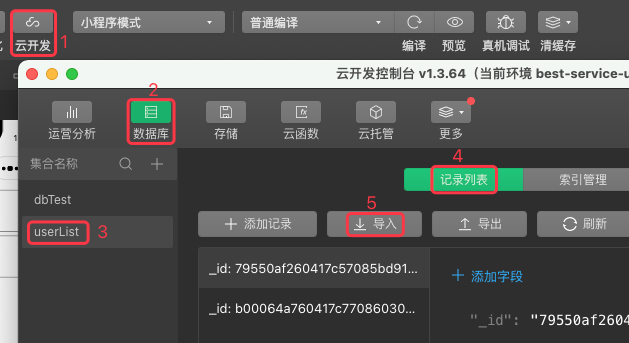 小程序模式
普通编译
云开发 1
编译 预览 真机调试 清缓存
云开发控制台 v1.3.64（当前环境 best-service-u
2
运营分析 数据库 存储 云函数 云托管 更多
集合名称
4
记录列表 索引管理
dbTest
5
添加记录 导入 导出 刷新
userList 3
_id: 79550af260417c57085bd91...
添加字段
_id: b00064a760417c77086030...
"_id": "79550af2604